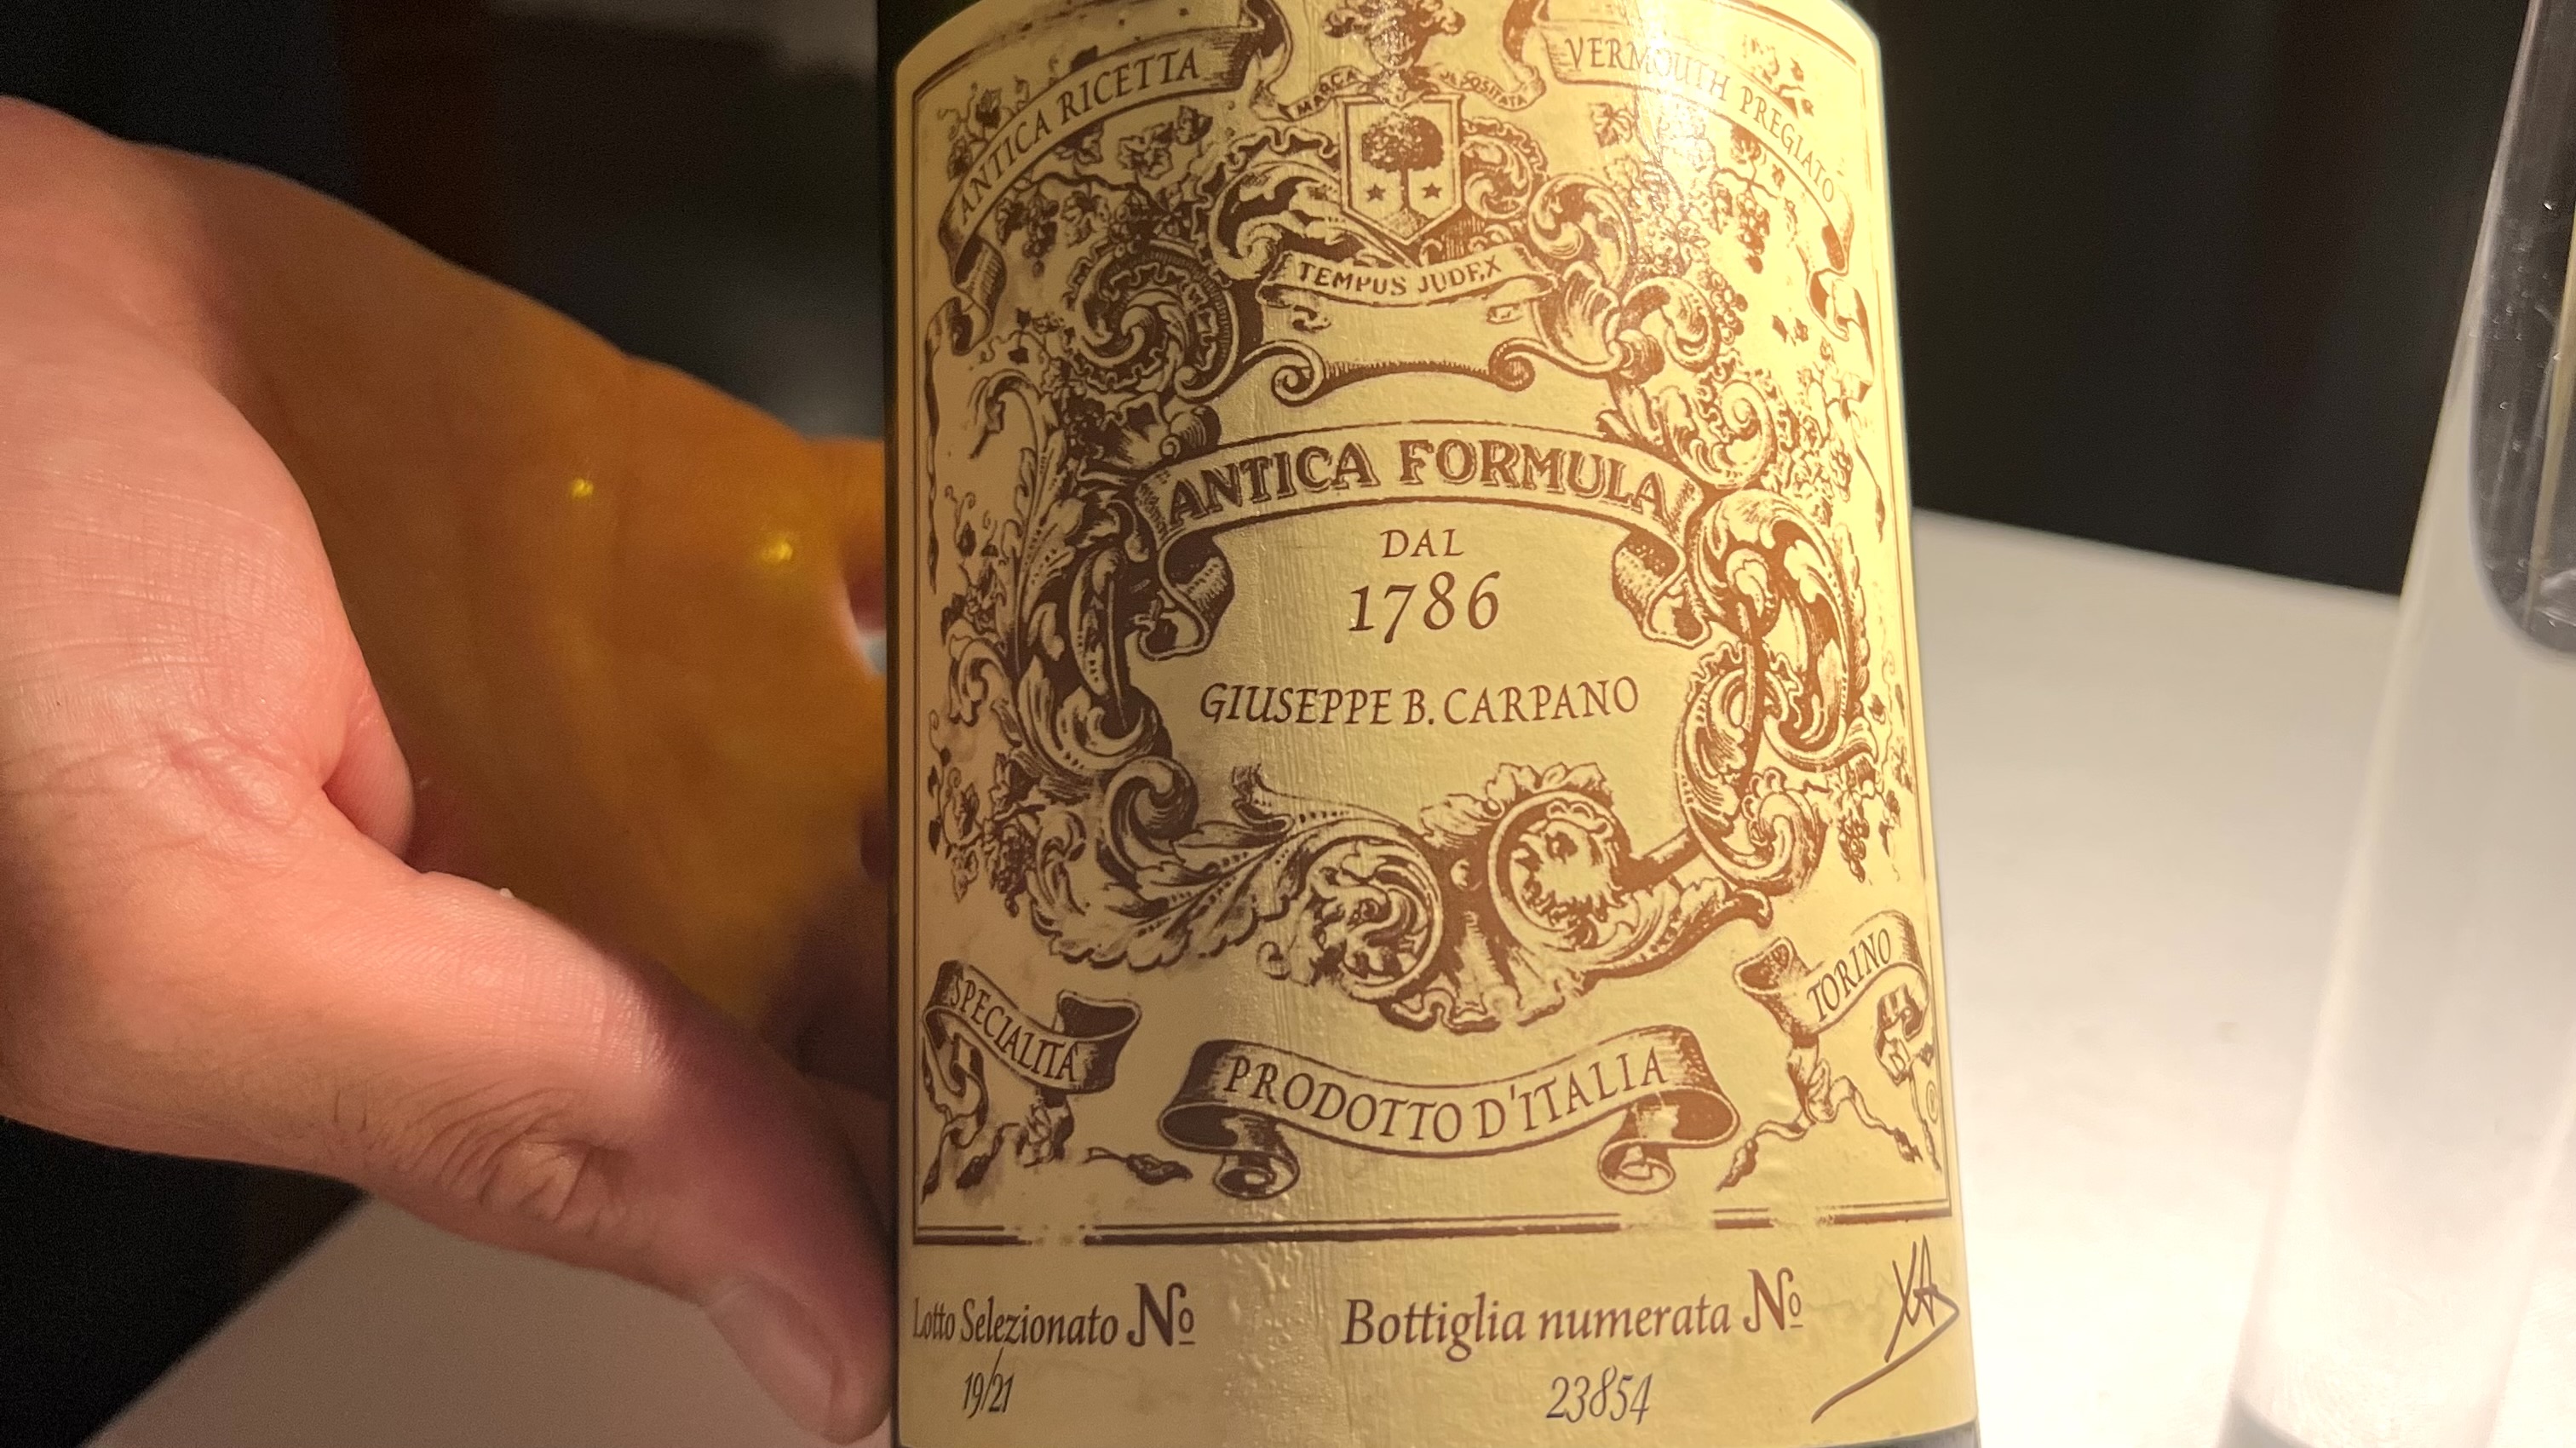 ANTICA RICETTA
VERMOUTH PREGIATO
MARCA DEPOSITATA
TEMPUS JUDEX
ANTICA FORMULA
DAL
1786
GIUSEPPE B. CARPANO
SPECIALITÀ
TORINO
PRODOTTO D'ITALIA
Lotto Selezionato Nº
19/21
Bottiglia numerata Nº
23854